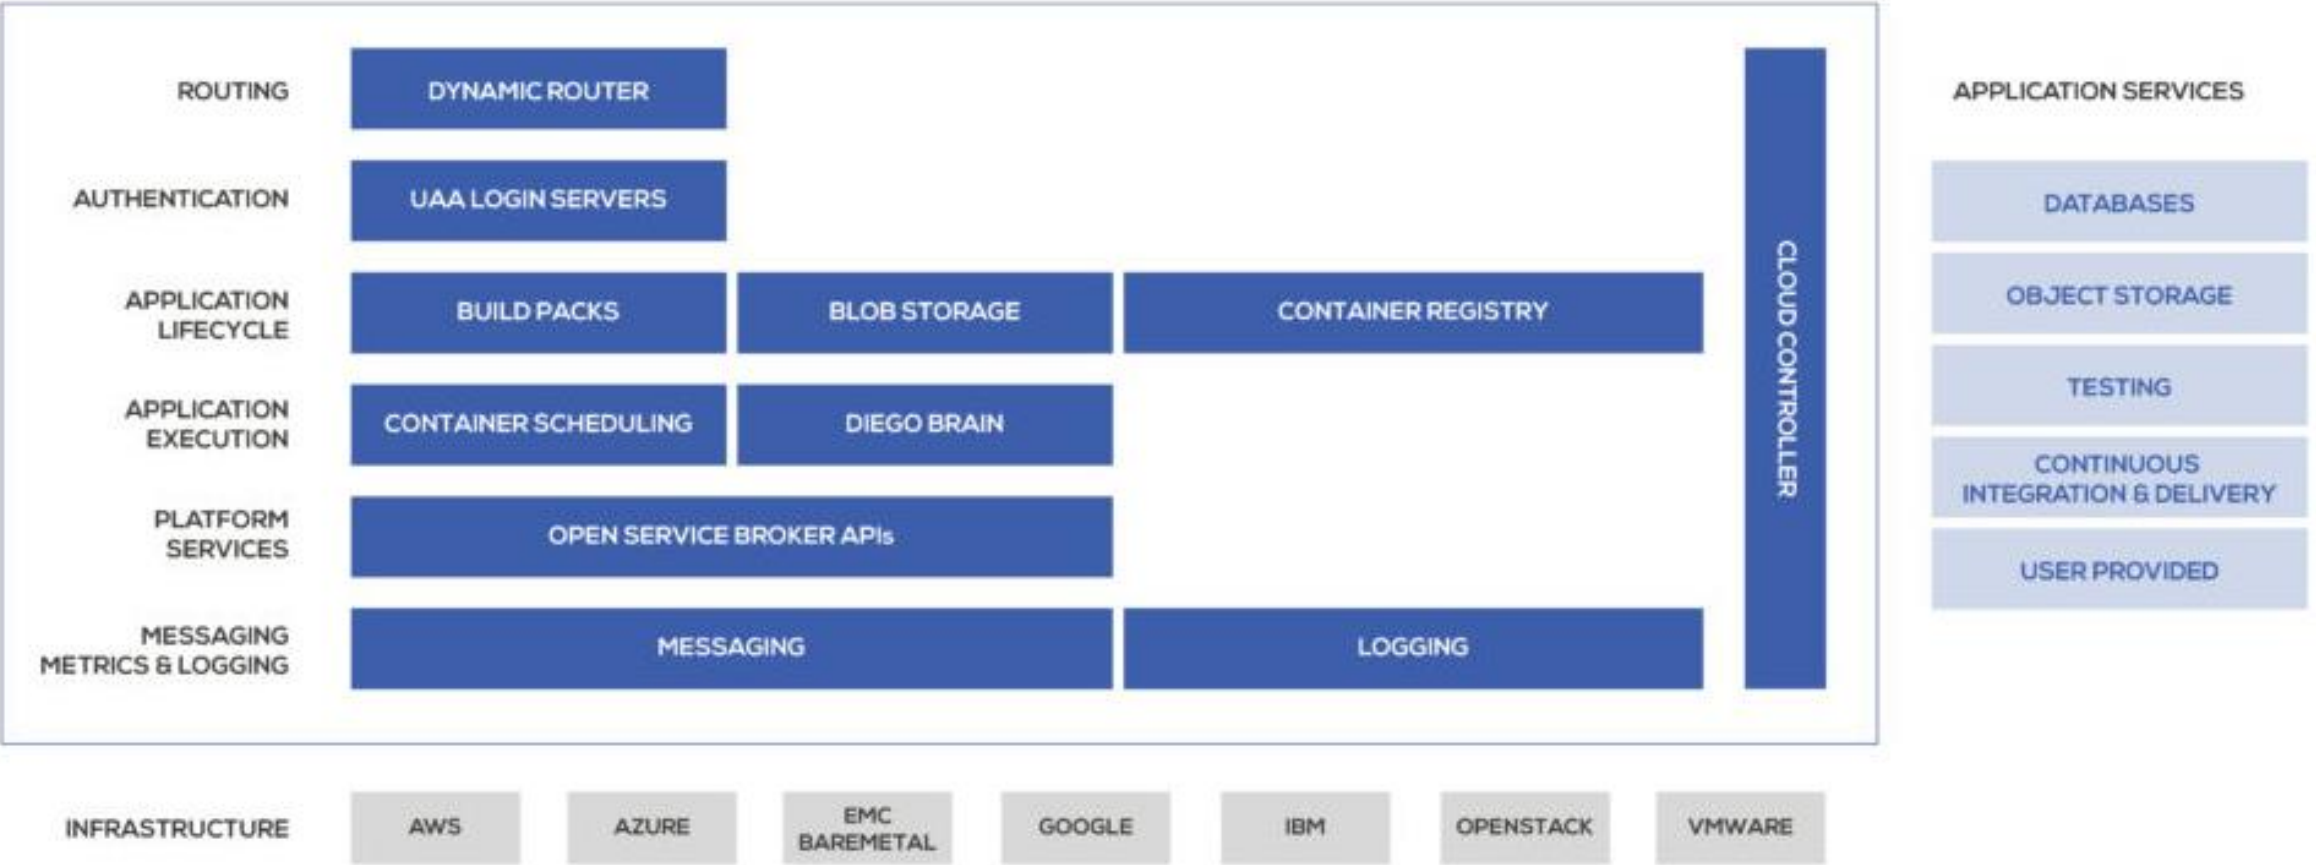 ROUTING
DYNAMIC ROUTER
AUTHENTICATION
UAA LOGIN SERVERS
APPLICATION
LIFECYCLE
BUILD PACKS
BLOB STORAGE
CONTAINER REGISTRY
APPLICATION
EXECUTION
CONTAINER SCHEDULING
DIEGO BRAIN
PLATFORM
SERVICES
OPEN SERVICE BROKER APIs
MESSAGING
METRICS & LOGGING
MESSAGING
LOGGING
CLOUD CONTROLLER
APPLICATION SERVICES
DATABASES
OBJECT STORAGE
TESTING
CONTINUOUS
INTEGRATION & DELIVERY
USER PROVIDED
INFRASTRUCTURE
AWS
AZURE
EMC
BAREMETAL
GOOGLE
IBM
OPENSTACK
VMWARE